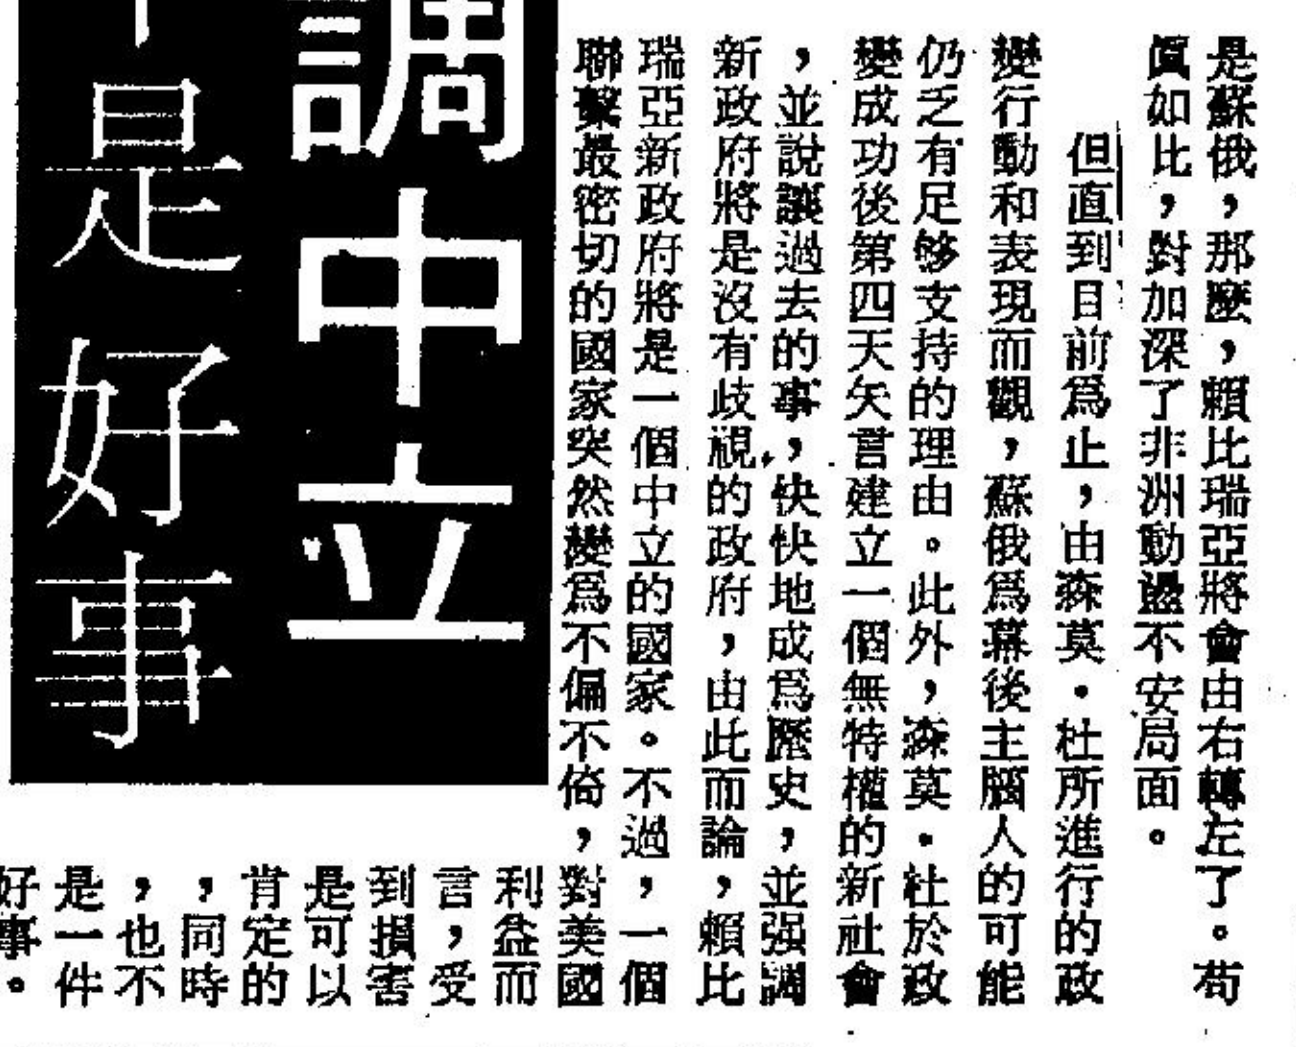 是蘇俄，那麼，賴比瑞亞將會由右轉左了。苟
眞如比，對加深了非洲動盪不安局面。
但直到目前爲止，由森莫・杜所進行的政
變行動和表現而觀，蘇俄爲幕後主腦人的可能
仍乏有足够支持的理由。此外，森莫・杜於政
變成功後第四天矢言建立一個無特權的新社會
，並說讓過去的事，快快地成爲歷史，並强調
新政府將是沒有歧視的政府，由此而論，賴比
瑞亞新政府將是一個中立的國家。不過，一個
聯繫最密切的國家突然變爲不偏不倚，對美國
利益而
言，受
到損害
是可以
肯定的
，同時
，也不
是一件
好事。
調中立
是好事